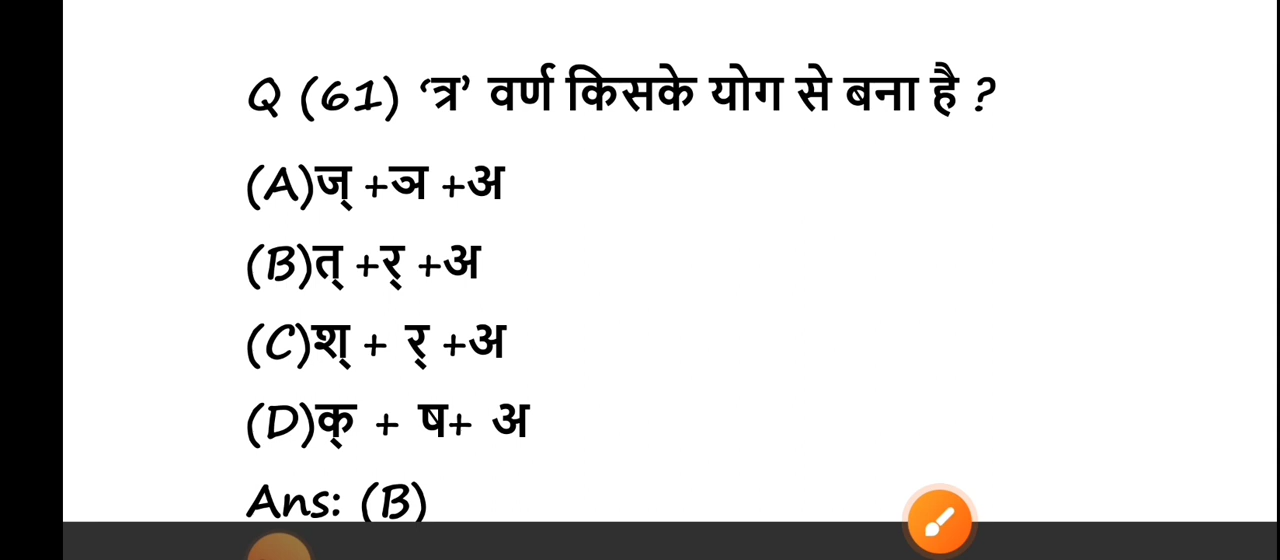 Q (61) ‘त्र’ वर्ण किसके योग से बना है ?
(A)ज् +ञ +अ
(B)त् +र् +अ
(C)श् + र् +अ
(D)क् + ष+ अ
Ans: (B)